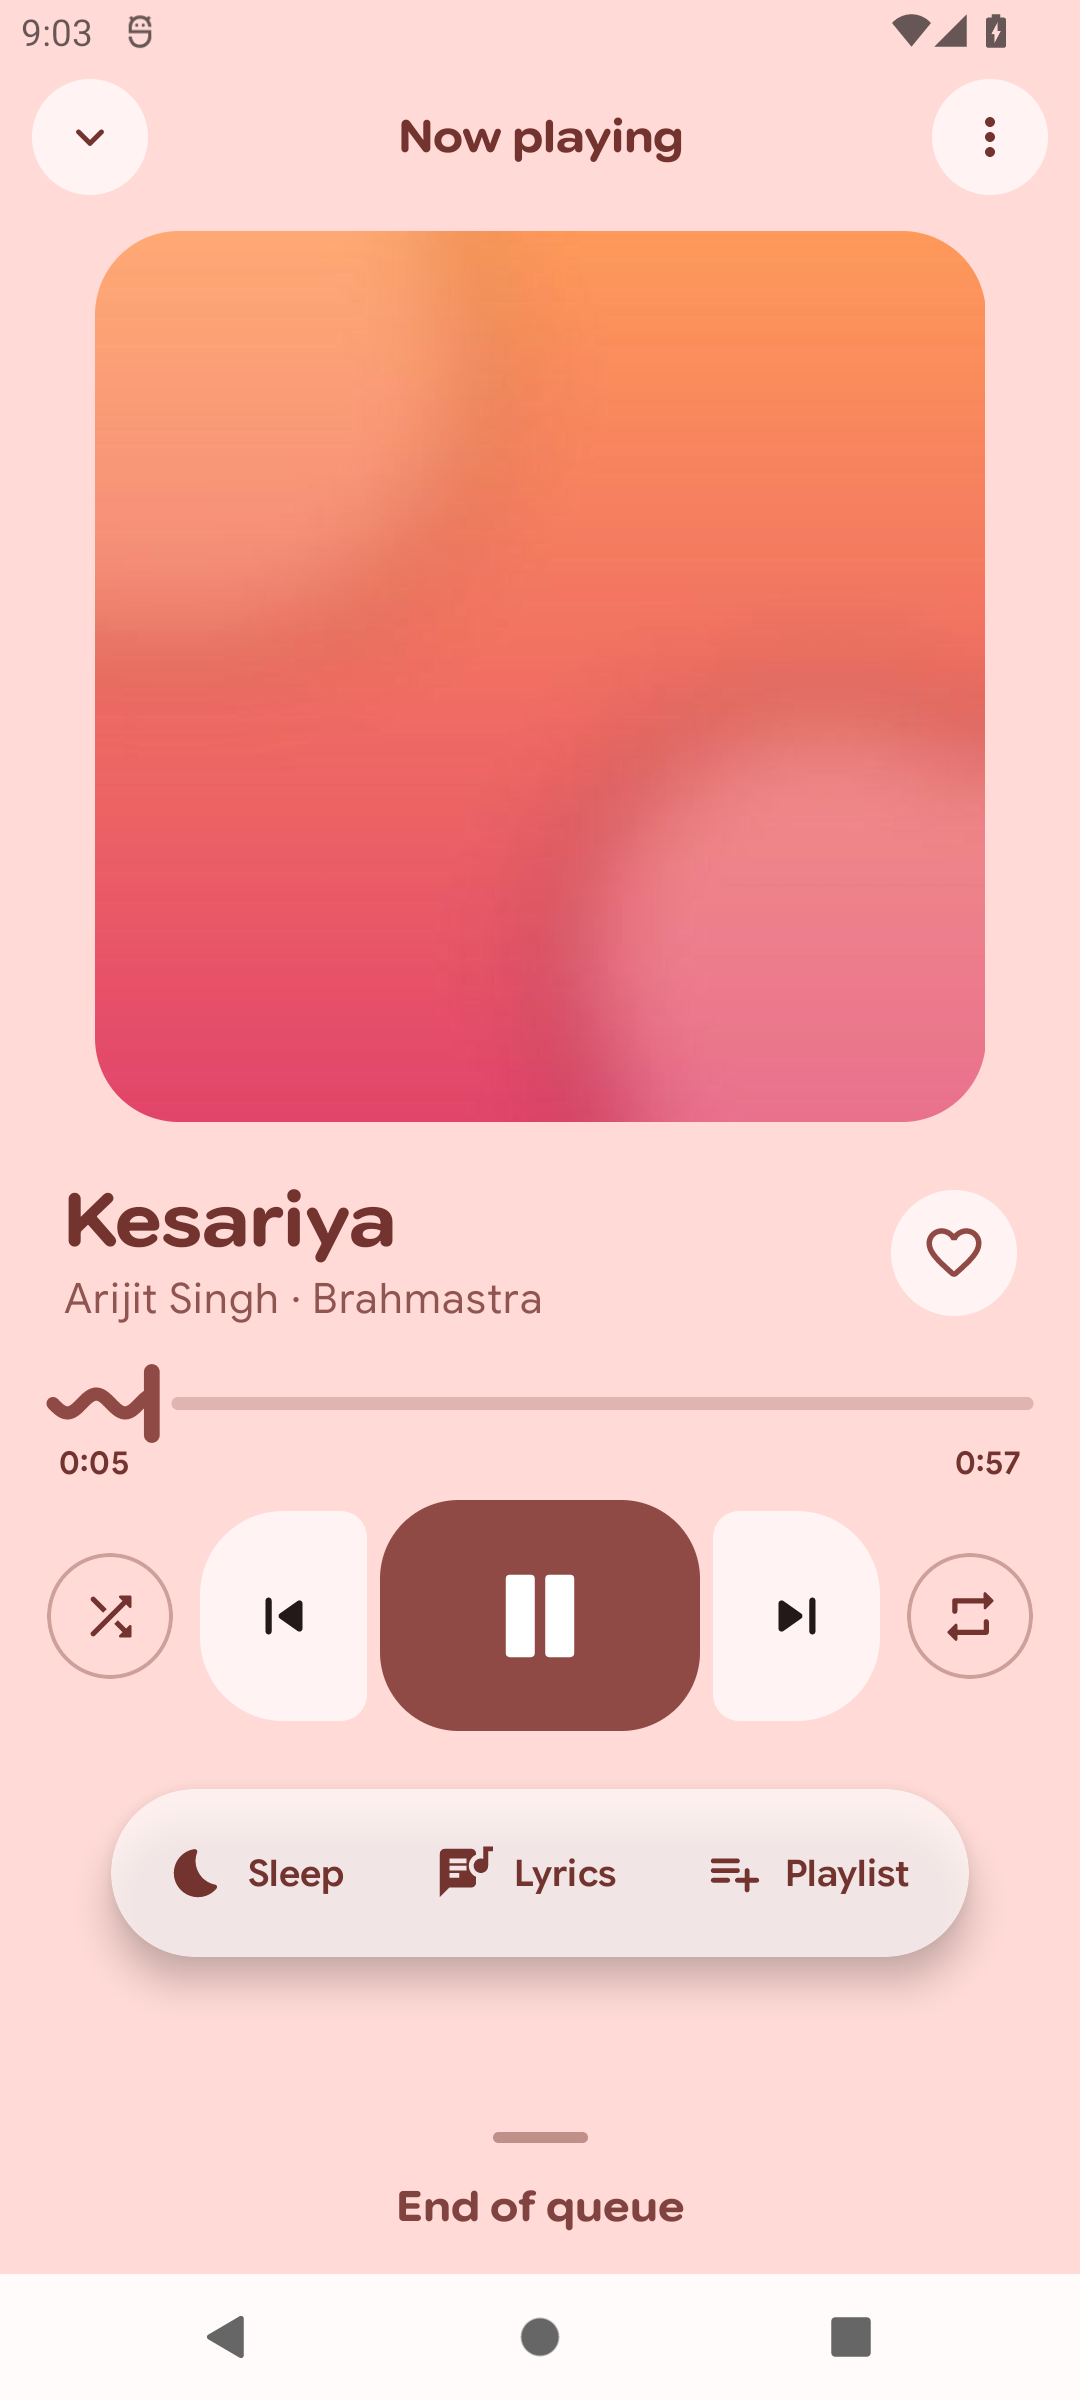 9:03
Now playing
Kesariya
Arijit Singh · Brahmastra
0:05
0:57
Sleep
Lyrics
Playlist
End of queue